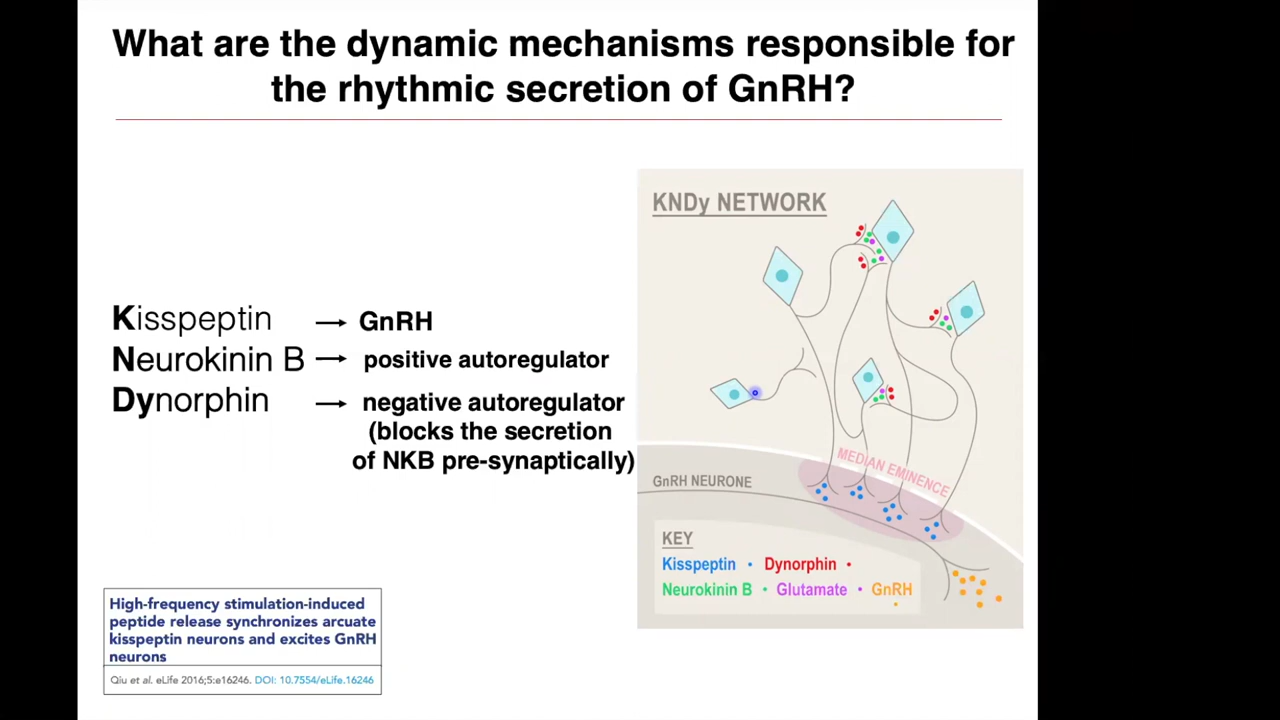 What are the dynamic mechanisms responsible for
the rhythmic secretion of GnRH?
Kisspeptin → GnRH
Neurokinin B → positive autoregulator
Dynorphin → negative autoregulator
(blocks the secretion
of NKB pre-synaptically)
KNDy NETWORK
MEDIAN EMINENCE
GnRH NEURONE
KEY
Kisspeptin • Dynorphin •
Neurokinin B • Glutamate • GnRH •
High-frequency stimulation-induced
peptide release synchronizes arcuate
kisspeptin neurons and excites GnRH
neurons
Qiu et al. eLife 2016;5:e16246. DOI: 10.7554/eLife.16246